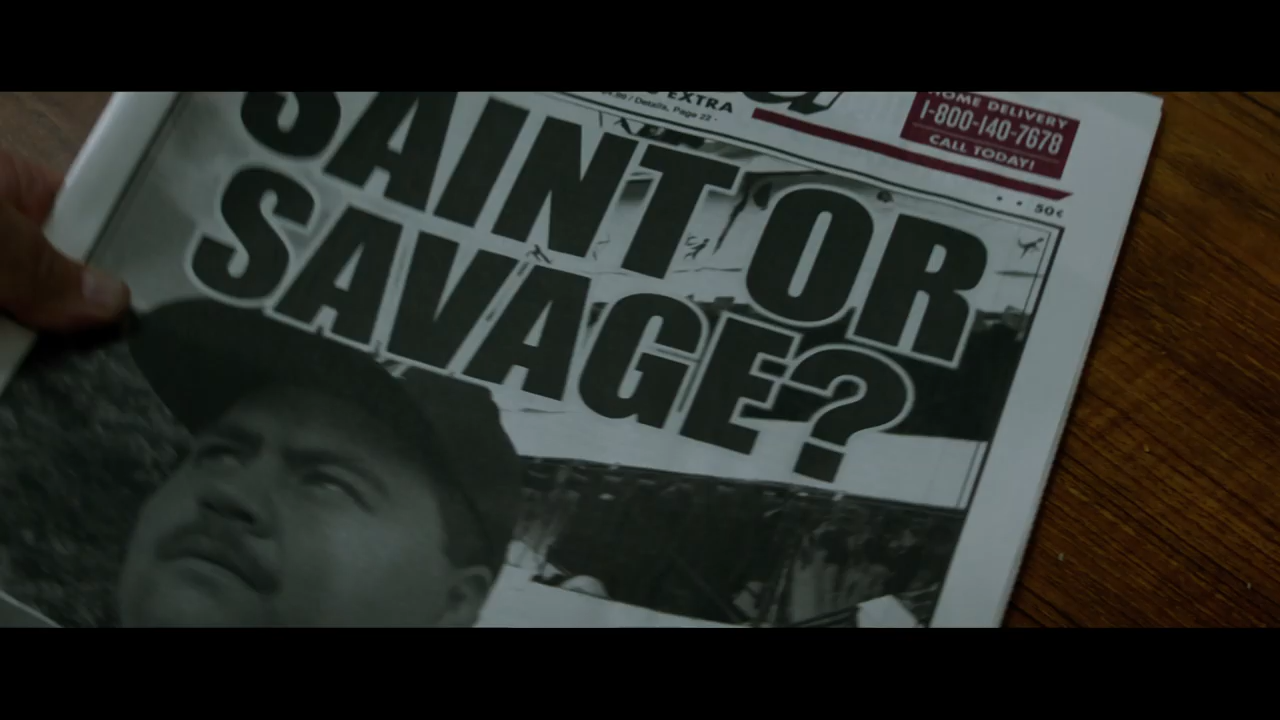 EXTRA
/ Details, Page 22 -
HOME DELIVERY
1-800-140-7678
CALL TODAY!
50¢
SAINT OR
SAVAGE?